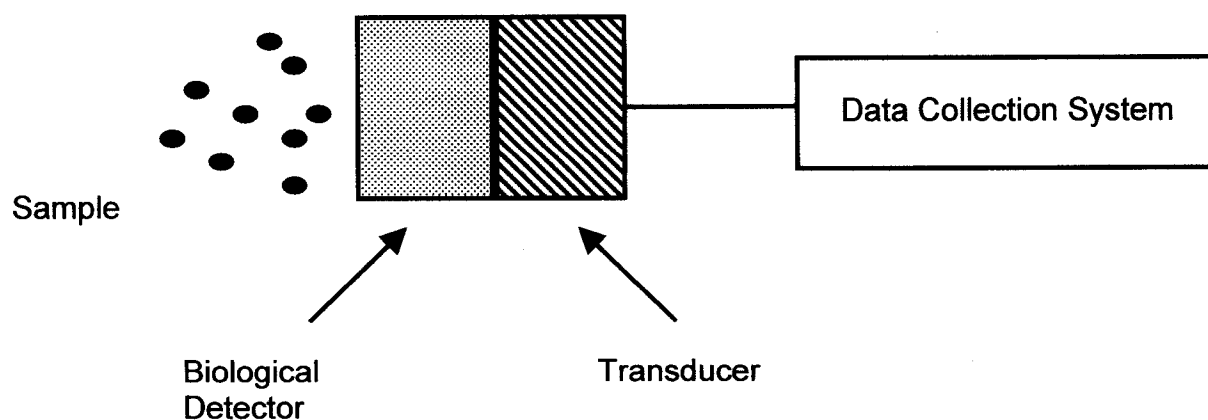 Data Collection System
Sample
Biological
Detector
Transducer